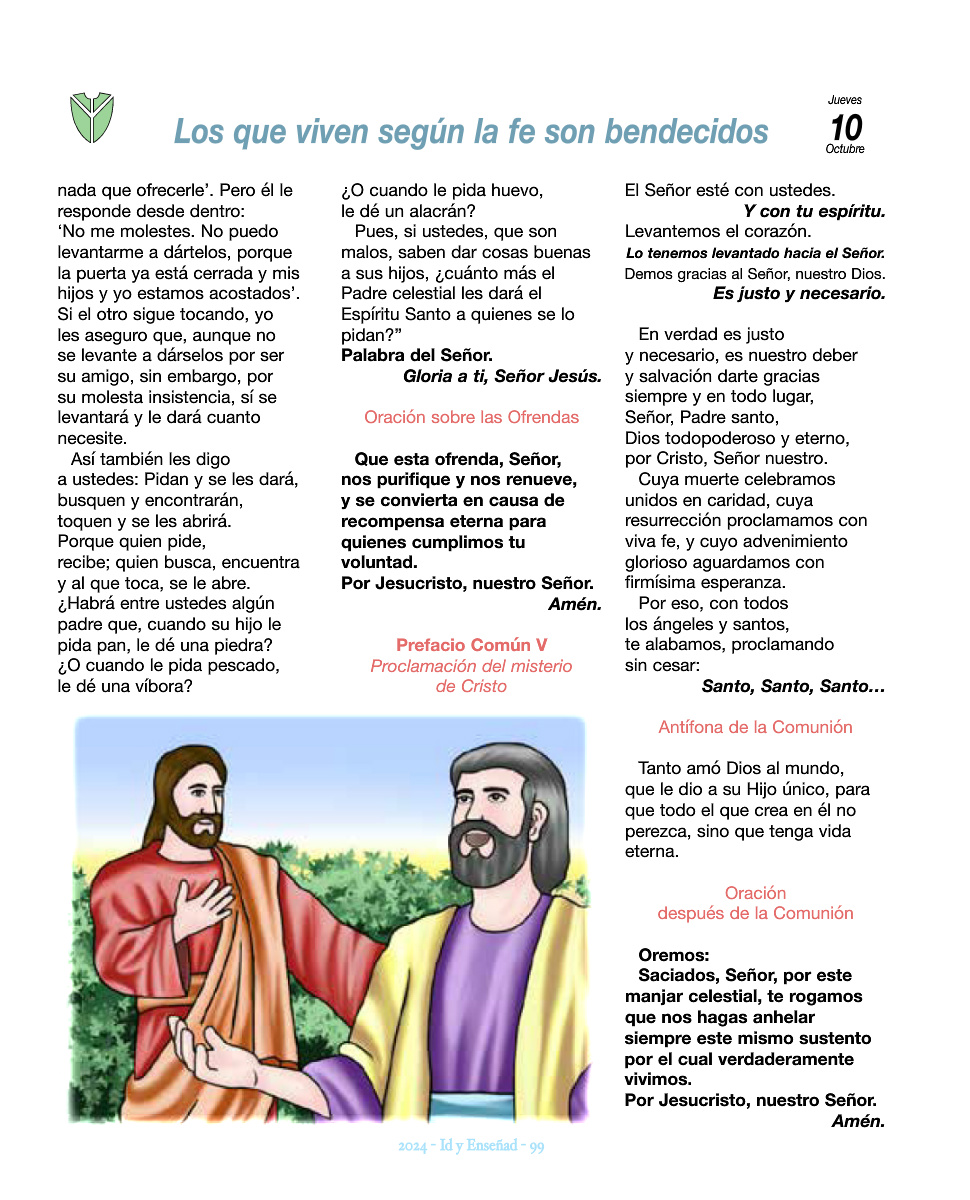 Los que viven según la fe son bendecidos
Jueves
10
Octubre
nada que ofrecerle’. Pero él le
responde desde dentro:
‘No me molestes. No puedo
levantarme a dártelos, porque
la puerta ya está cerrada y mis
hijos y yo estamos acostados’.
Si el otro sigue tocando, yo
les aseguro que, aunque no
se levante a dárselos por ser
su amigo, sin embargo, por
su molesta insistencia, sí se
levantará y le dará cuanto
necesite.
Así también les digo
a ustedes: Pidan y se les dará,
busquen y encontrarán,
toquen y se les abrirá.
Porque quien pide,
recibe; quien busca, encuentra
y al que toca, se le abre.
¿Habrá entre ustedes algún
padre que, cuando su hijo le
pida pan, le dé una piedra?
¿O cuando le pida pescado,
le dé una víbora?
¿O cuando le pida huevo,
le dé un alacrán?
Pues, si ustedes, que son
malos, saben dar cosas buenas
a sus hijos, ¿cuánto más el
Padre celestial les dará el
Espíritu Santo a quienes se lo
pidan?”
Palabra del Señor.
Gloria a ti, Señor Jesús.
Oración sobre las Ofrendas
Que esta ofrenda, Señor,
nos purifique y nos renueve,
y se convierta en causa de
recompensa eterna para
quienes cumplimos tu
voluntad.
Por Jesucristo, nuestro Señor.
Amén.
Prefacio Común V
Proclamación del misterio
de Cristo
El Señor esté con ustedes.
Y con tu espíritu.
Levantemos el corazón.
Lo tenemos levantado hacia el Señor.
Demos gracias al Señor, nuestro Dios.
Es justo y necesario.
En verdad es justo
y necesario, es nuestro deber
y salvación darte gracias
siempre y en todo lugar,
Señor, Padre santo,
Dios todopoderoso y eterno,
por Cristo, Señor nuestro.
Cuya muerte celebramos
unidos en caridad, cuya
resurrección proclamamos con
viva fe, y cuyo advenimiento
glorioso aguardamos con
firmísima esperanza.
Por eso, con todos
los ángeles y santos,
te alabamos, proclamando
sin cesar:
Santo, Santo, Santo…
Antífona de la Comunión
Tanto amó Dios al mundo,
que le dio a su Hijo único, para
que todo el que crea en él no
perezca, sino que tenga vida
eterna.
Oración
después de la Comunión
Oremos:
Saciados, Señor, por este
manjar celestial, te rogamos
que nos hagas anhelar
siempre este mismo sustento
por el cual verdaderamente
vivimos.
Por Jesucristo, nuestro Señor.
Amén.
2024 - Id y Enseñad - 99